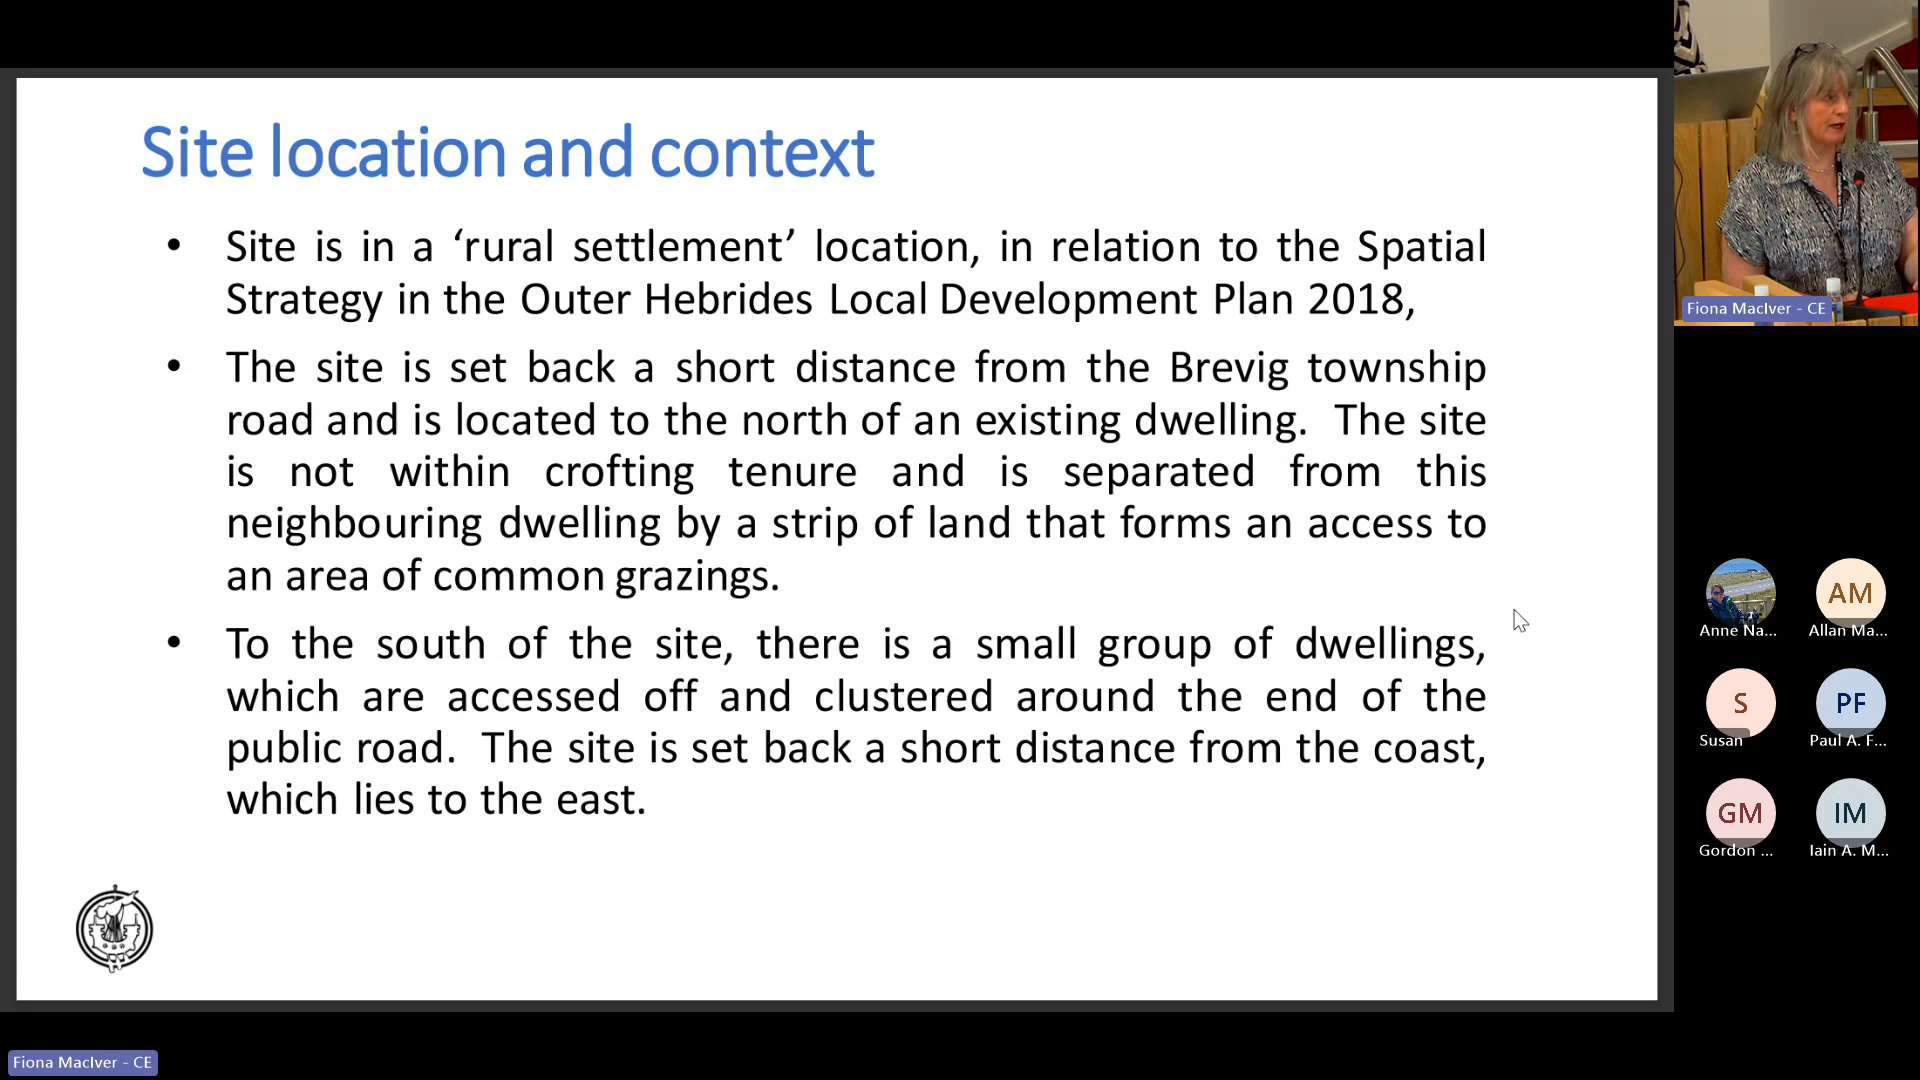 Site location and context
• Site is in a ‘rural settlement’ location, in relation to the Spatial
Strategy in the Outer Hebrides Local Development Plan 2018,
• The site is set back a short distance from the Brevig township
road and is located to the north of an existing dwelling. The site
is not within crofting tenure and is separated from this
neighbouring dwelling by a strip of land that forms an access to
an area of common grazings.
• To the south of the site, there is a small group of dwellings,
which are accessed off and clustered around the end of the
public road. The site is set back a short distance from the coast,
which lies to the east.
Fiona MacIver - CE
Anne Na...
AM
Allan Ma...
S
Susan
PF
Paul A. F...
GM
Gordon ...
IM
Iain A. M...
Fiona MacIver - CE